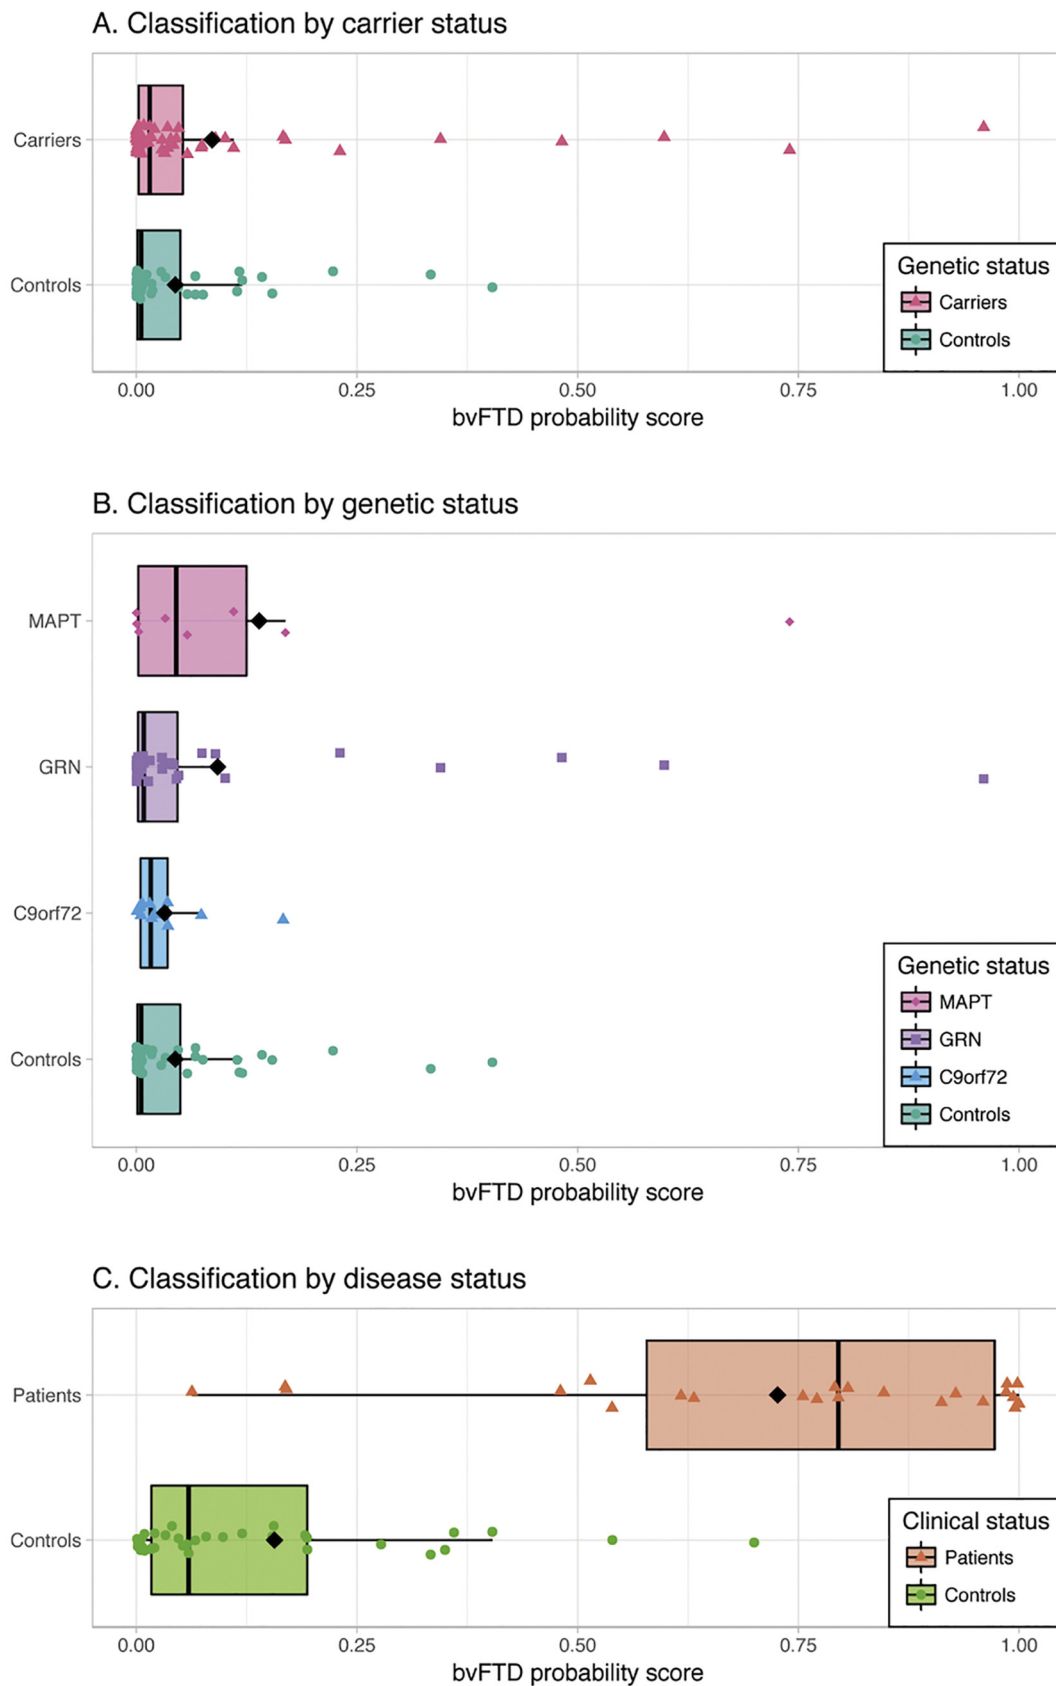 A. Classification by carrier status
Carriers
Controls
Genetic status
Carriers
Controls
0.00 0.25 0.50 0.75 1.00
bvFTD probability score
B. Classification by genetic status
MAPT
GRN
C9orf72
Controls
Genetic status
MAPT
GRN
C9orf72
Controls
0.00 0.25 0.50 0.75 1.00
bvFTD probability score
C. Classification by disease status
Patients
Controls
Clinical status
Patients
Controls
0.00 0.25 0.50 0.75 1.00
bvFTD probability score